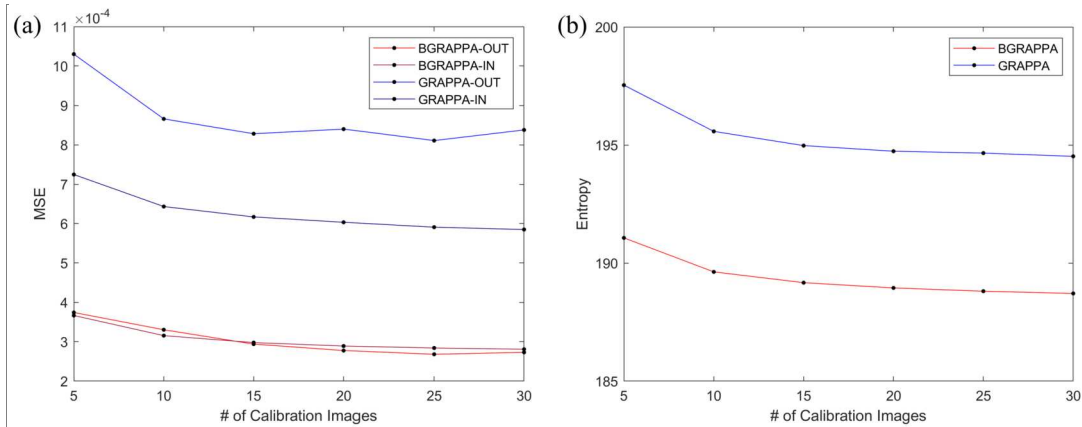 (a)
×10⁻⁴
11
10
9
8
7
6
5
4
3
2
MSE
5 10 15 20 25 30
# of Calibration Images
BGRAPPA-OUT
BGRAPPA-IN
GRAPPA-OUT
GRAPPA-IN
(b)
200
195
190
185
Entropy
5 10 15 20 25 30
# of Calibration Images
BGRAPPA
GRAPPA